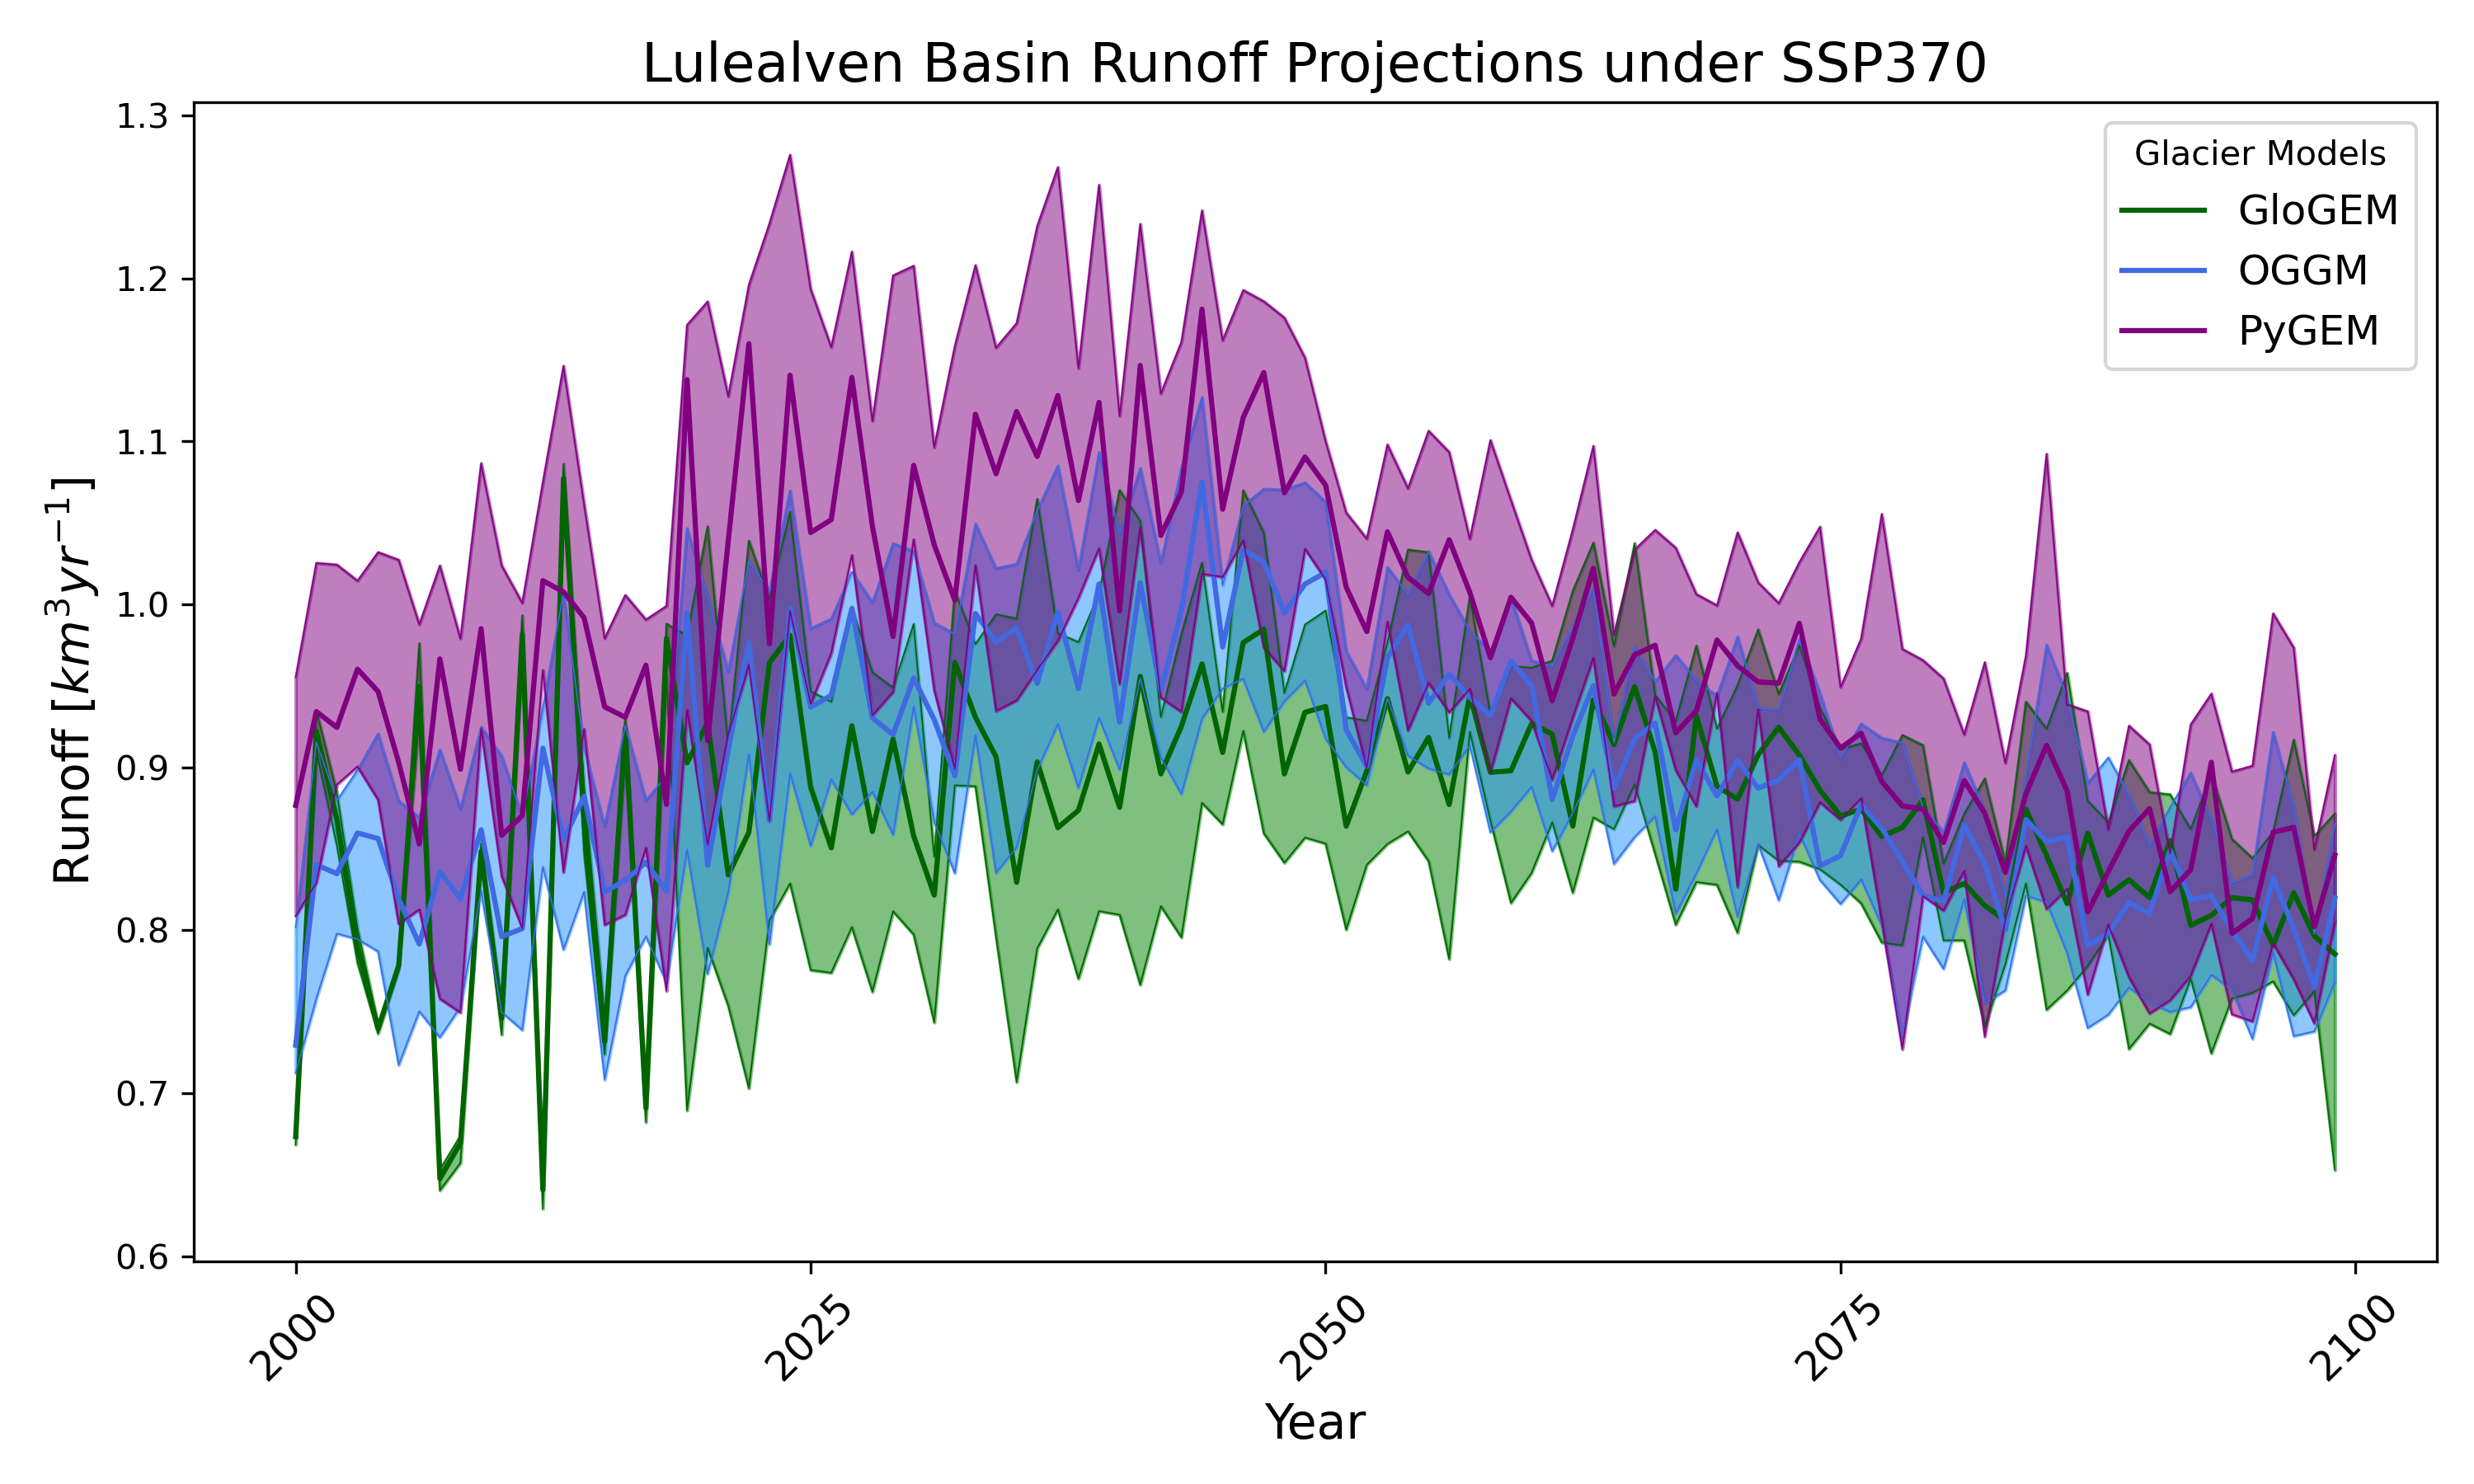 Lulealven Basin Runoff Projections under SSP370
Runoff [km³yr⁻¹]
1.3
1.2
1.1
1.0
0.9
0.8
0.7
0.6
Glacier Models
GloGEM
OGGM
PyGEM
2000
2025
2050
2075
2100
Year